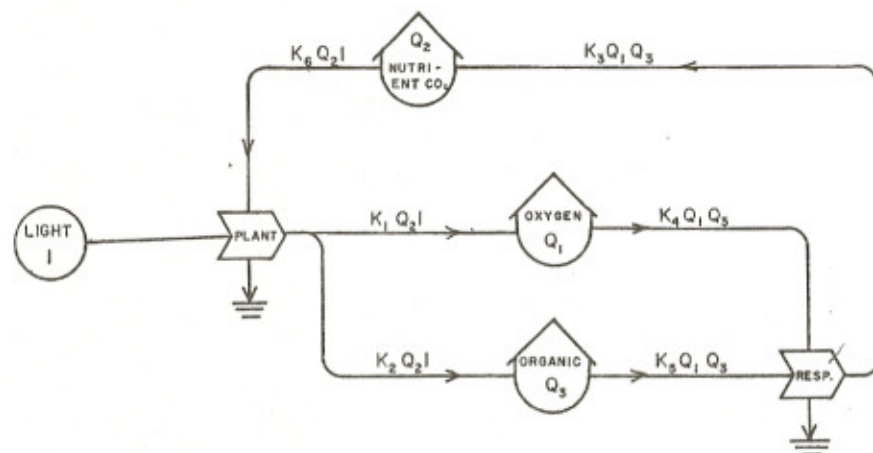 Q₂
K₆ Q₂ I
NUTRI-
ENT CO₂
K₃ Q₁ Q₃
LIGHT
I
PLANT
K₁ Q₂ I
OXYGEN
Q₁
K₄ Q₁ Q₃
K₂ Q₂ I
ORGANIC
Q₃
K₅ Q₁ Q₃
RESP.